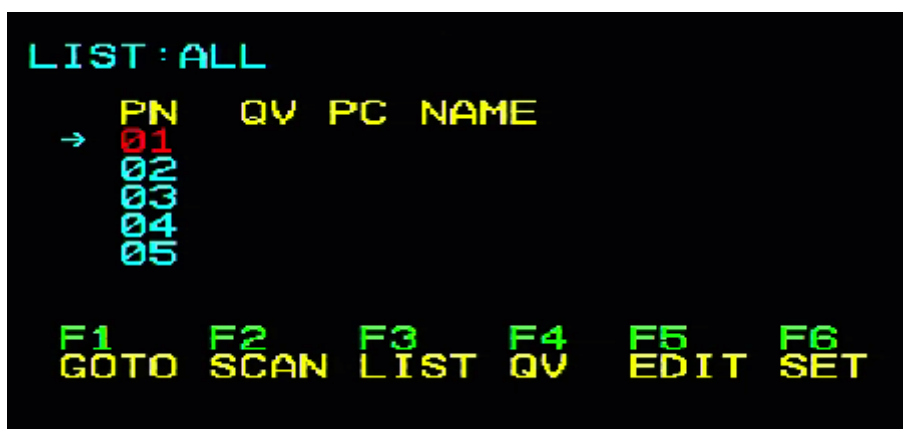 LIST:ALL
PN QV PC NAME
→ 01
02
03
04
05
F1 F2 F3 F4 F5 F6
GOTO SCAN LIST QV EDIT SET